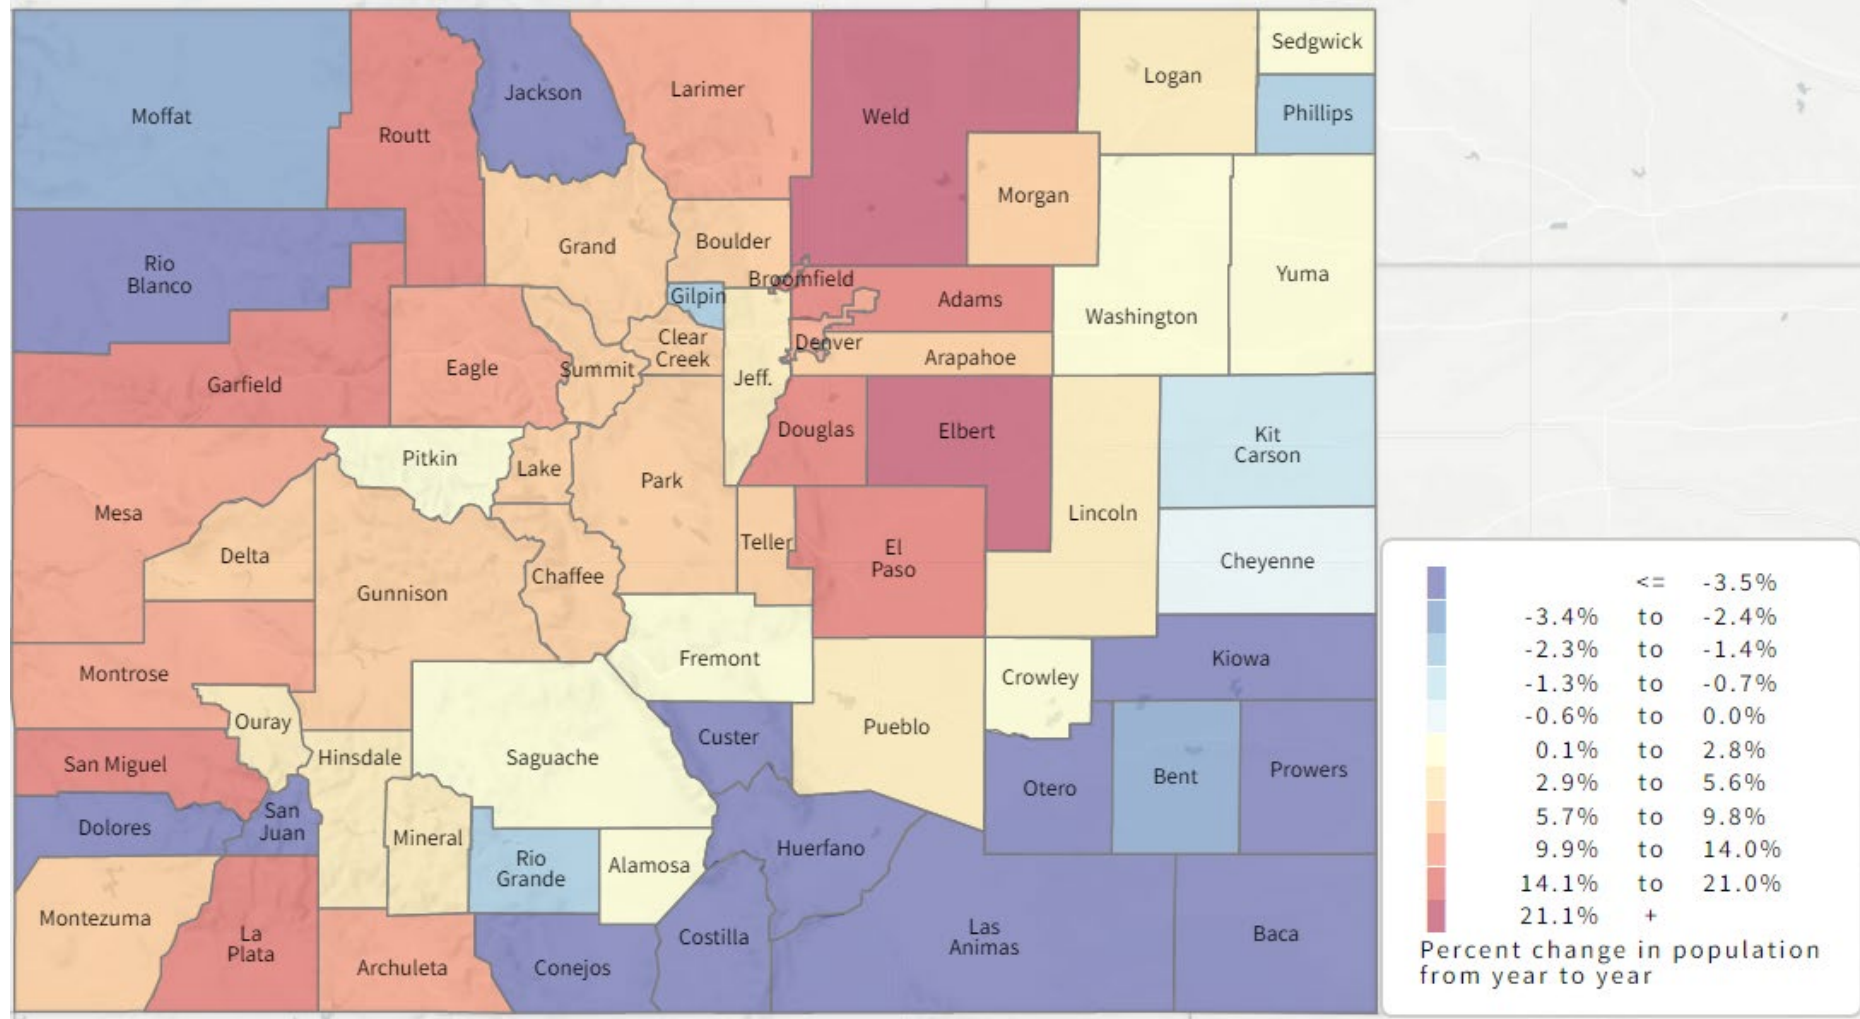 Sedgwick
Logan
Jackson
Larimer
Moffat
Weld
Phillips
Routt
Morgan
Grand
Boulder
Rio
Blanco
Yuma
Broomfield
Gilpin
Adams
Washington
Clear
Creek
Denver
Arapahoe
Eagle
Summit
Jeff.
Garfield
Douglas
Elbert
Kit
Carson
Pitkin
Lake
Park
Mesa
Lincoln
Teller
El
Paso
Delta
Cheyenne
Chaffee
Gunnison
Fremont
Kiowa
Montrose
Crowley
Ouray
Pueblo
Custer
San Miguel
Hinsdale
Saguache
Otero
Bent
Prowers
Dolores
San
Juan
Mineral
Huerfano
Rio
Grande
Alamosa
Montezuma
La
Plata
Archuleta
Conejos
Costilla
Las
Animas
Baca
<= -3.5%
-3.4% to -2.4%
-2.3% to -1.4%
-1.3% to -0.7%
-0.6% to 0.0%
0.1% to 2.8%
2.9% to 5.6%
5.7% to 9.8%
9.9% to 14.0%
14.1% to 21.0%
21.1% +
Percent change in population
from year to year